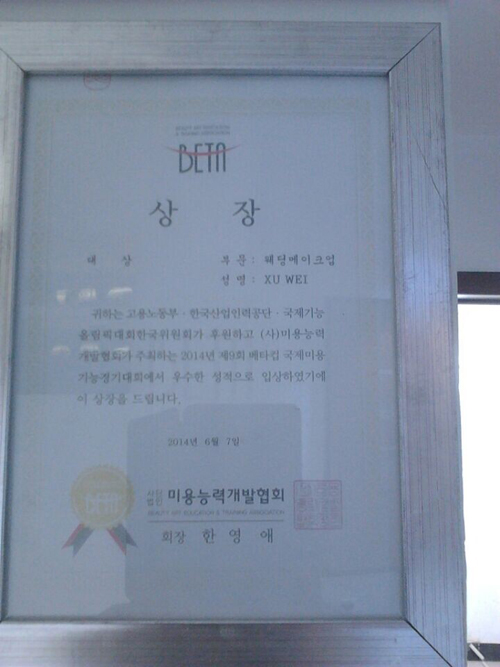 BETA
상 장
대 상
부 문 : 웨딩메이크업
성 명 : XU WEI
귀하는 고용노동부·한국산업인력공단·국제기능
올림픽대회한국위원회가 후원하고 (사)미용능력
개발협회가 주최하는 2014년 제9회 베타컵 국제미용
기능경기대회에서 우수한 성적으로 입상하였기에
이 상장을 드립니다.
2014년 6월 7일
사단법인 미용능력개발협회
BEAUTY ART EDUCATION & TRAINING ASSOCIATION
회장 한 영 애
BETA